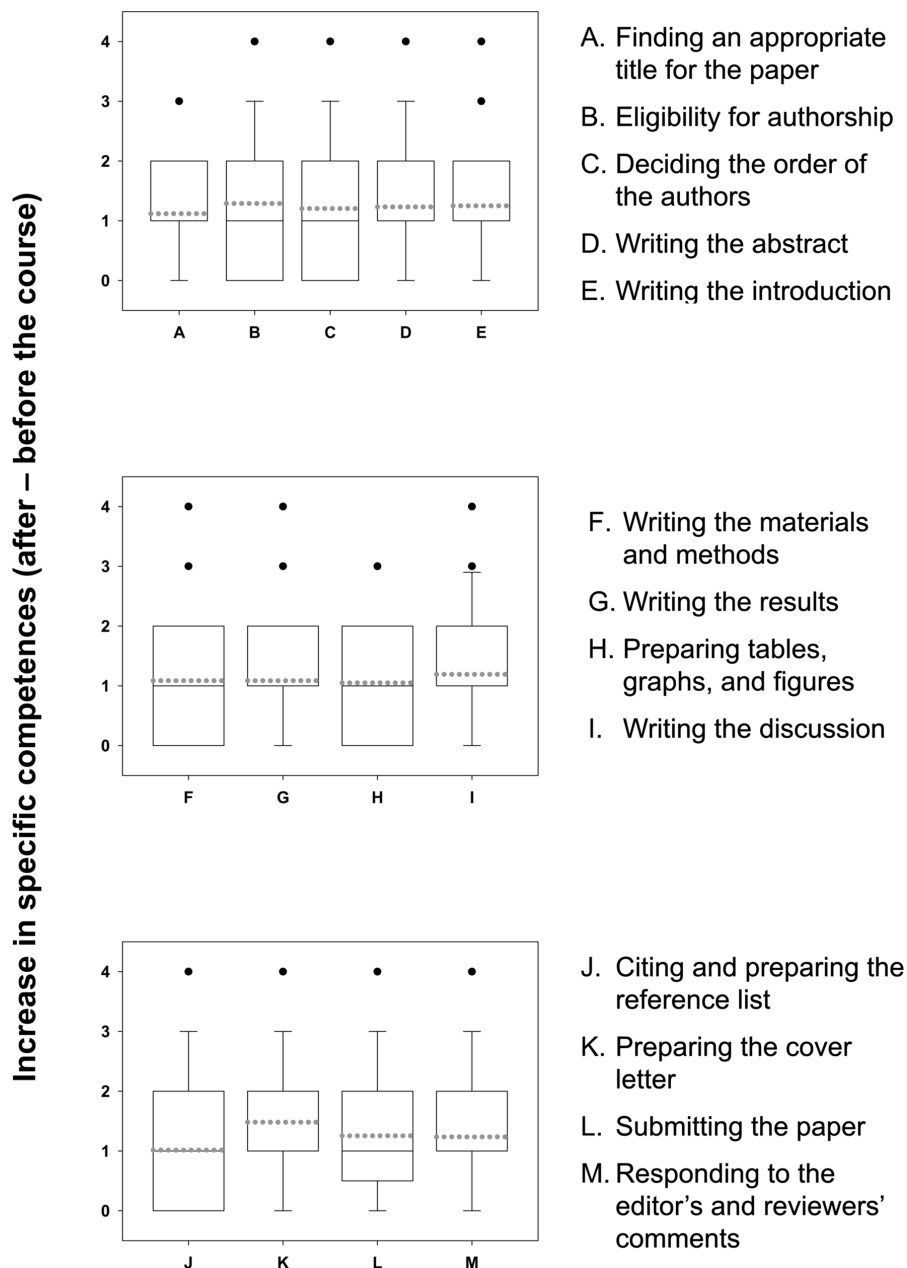 Increase in specific competences (after – before the course)
4
3
2
1
0
A B C D E
A. Finding an appropriate
title for the paper
B. Eligibility for authorship
C. Deciding the order of
the authors
D. Writing the abstract
E. Writing the introduction
4
3
2
1
0
F G H I
F. Writing the materials
and methods
G. Writing the results
H. Preparing tables,
graphs, and figures
I. Writing the discussion
4
3
2
1
0
J K L M
J. Citing and preparing the
reference list
K. Preparing the cover
letter
L. Submitting the paper
M. Responding to the
editor’s and reviewers’
comments